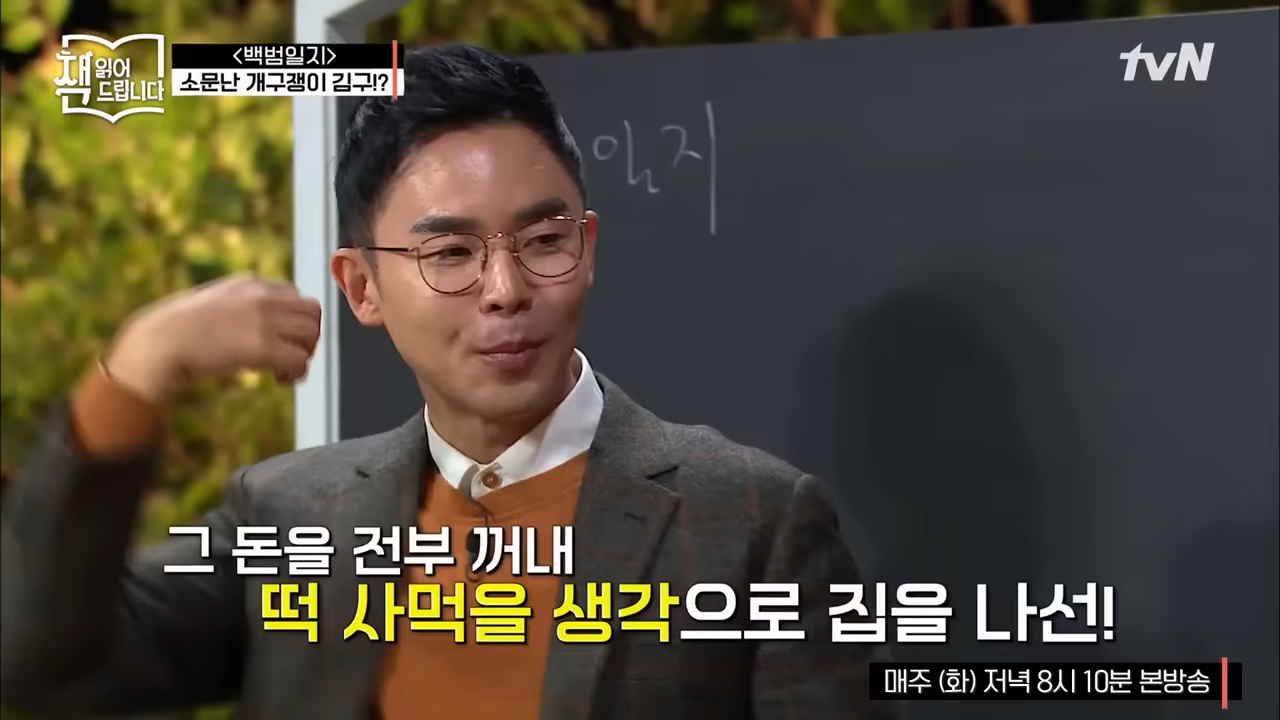 책 읽어
드립니다
<백범일지>
소문난 개구쟁이 김구!?
tvN
일지
그 돈을 전부 꺼내
떡 사먹을 생각으로 집을 나선!
매주 (화) 저녁 8시 10분 본방송